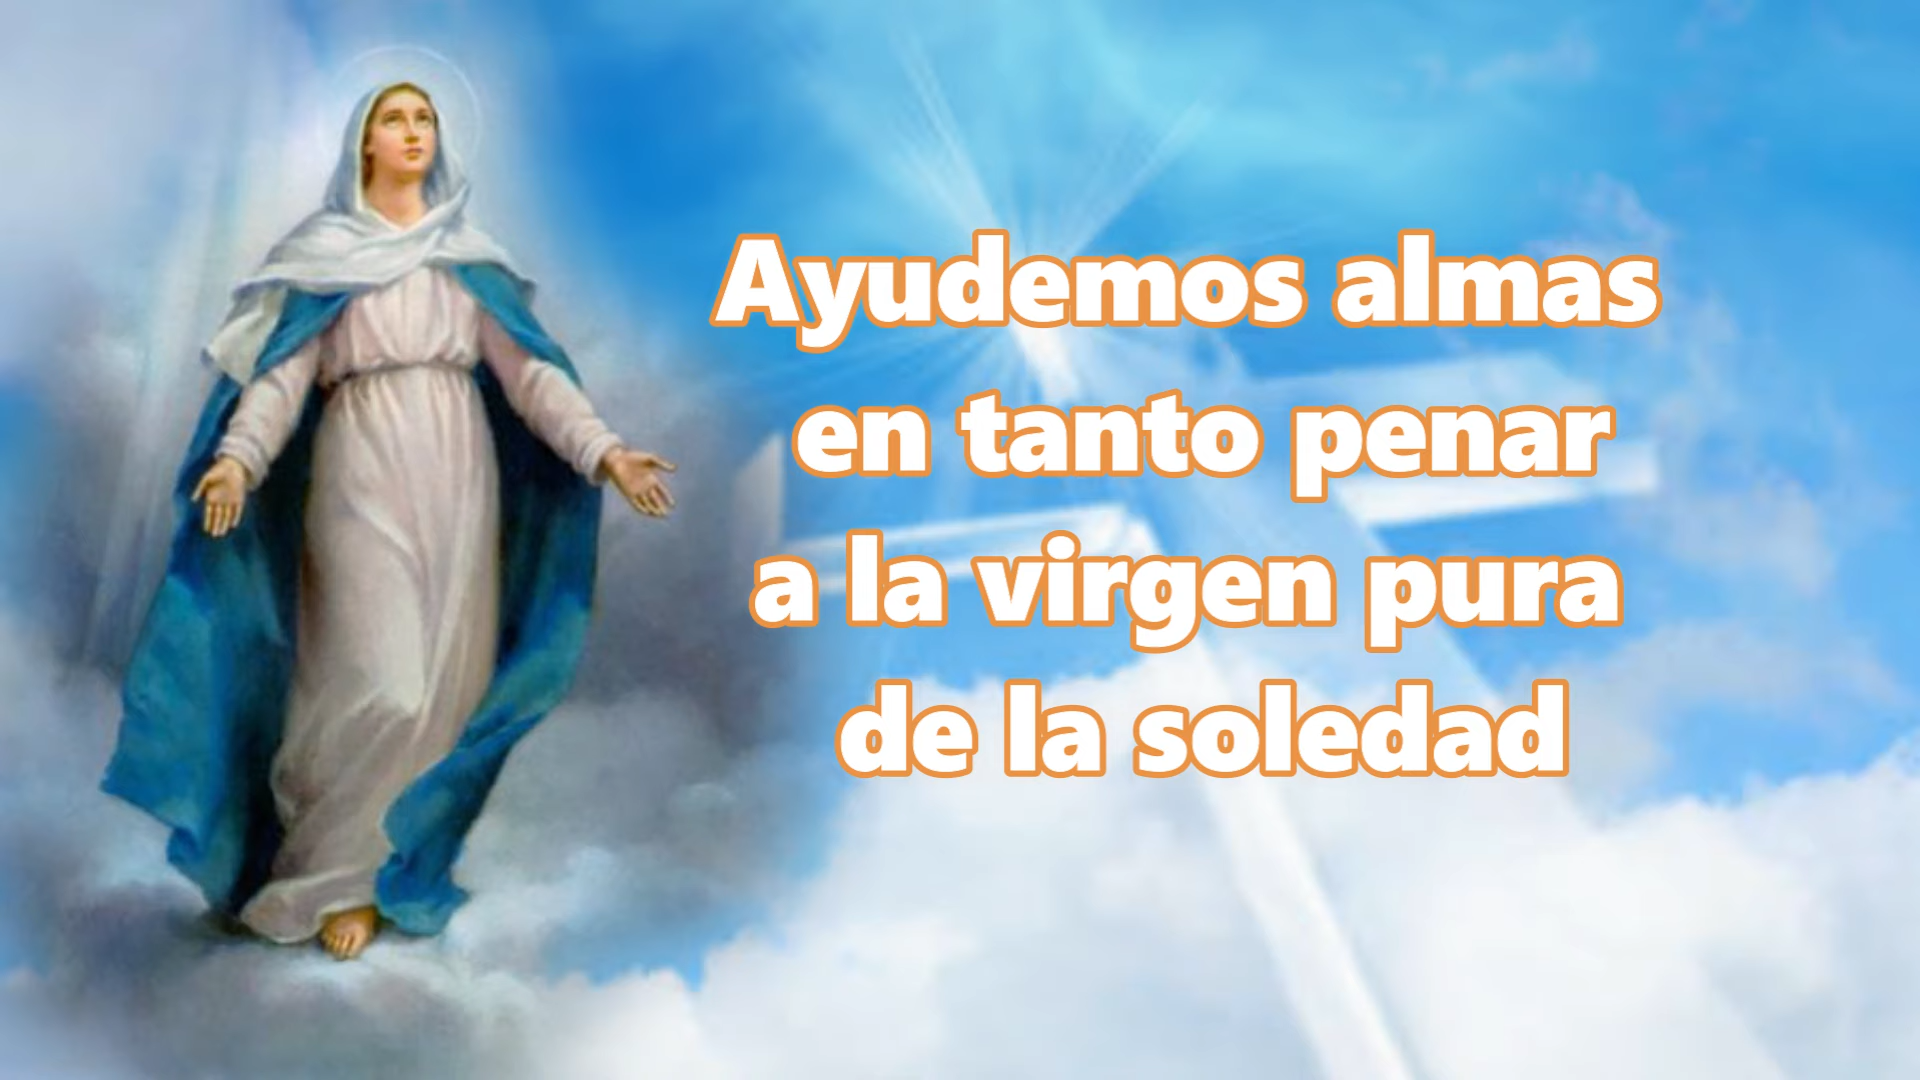 Ayudemos almas
en tanto penar
a la virgen pura
de la soledad